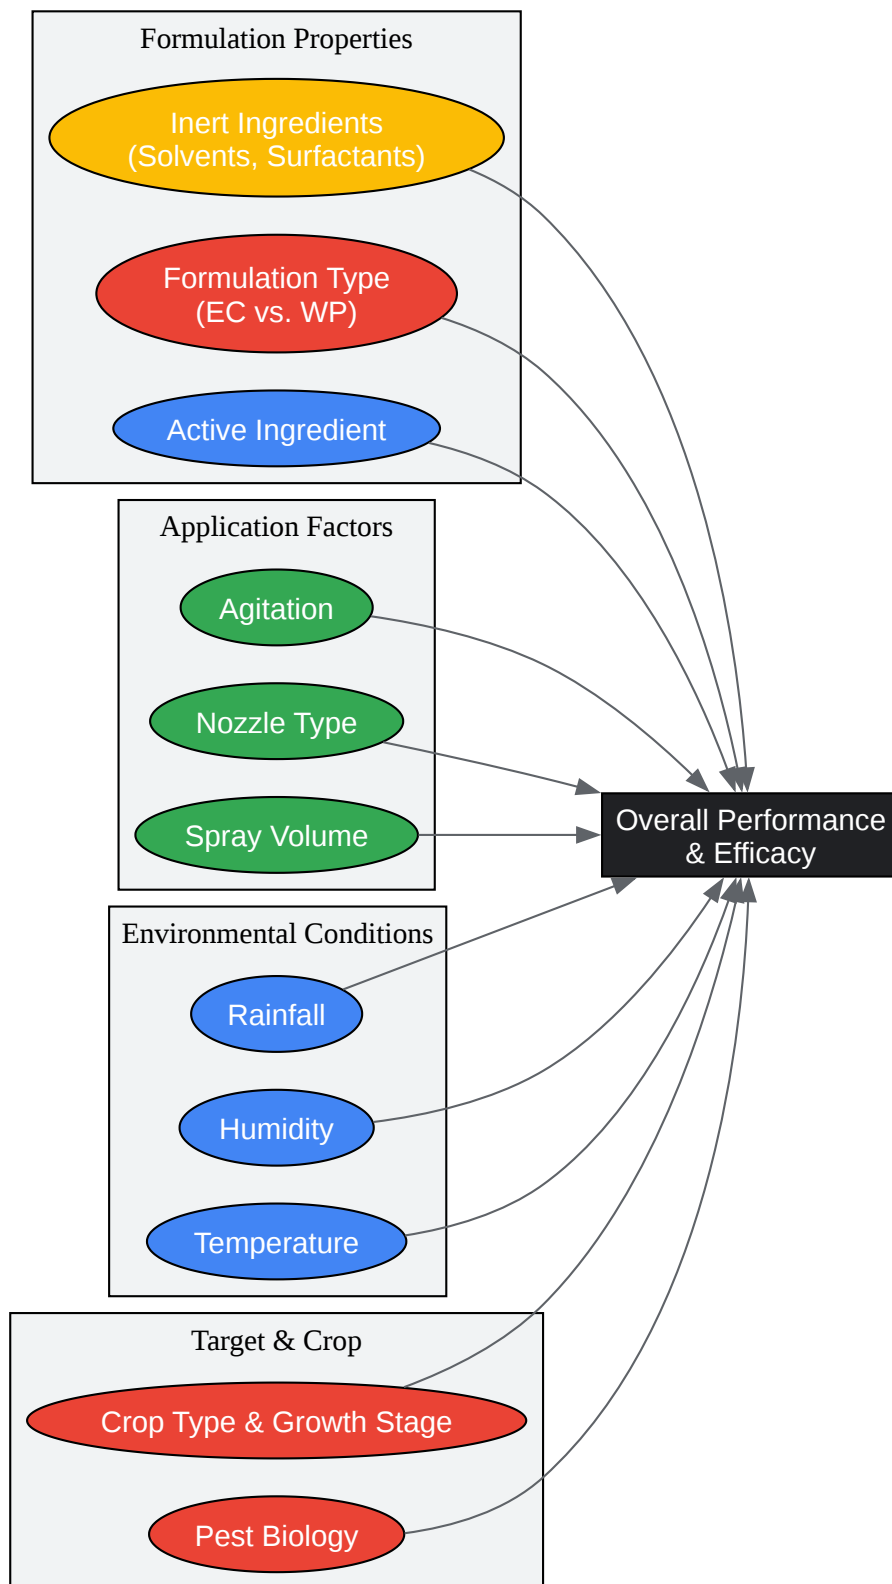 Formulation Properties
Inert Ingredients
(Solvents, Surfactants)
Formulation Type
(EC vs. WP)
Active Ingredient
Application Factors
Agitation
Nozzle Type
Spray Volume
Overall Performance
& Efficacy
Environmental Conditions
Rainfall
Humidity
Temperature
Target & Crop
Crop Type & Growth Stage
Pest Biology